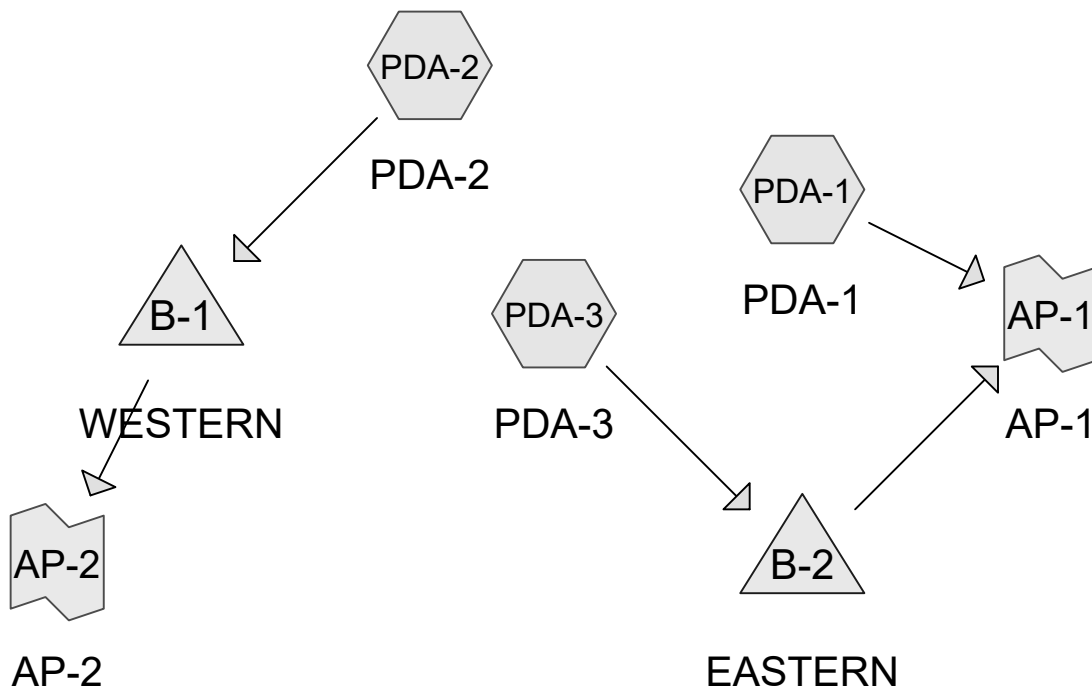 PDA-2
PDA-2
PDA-1
PDA-1
B-1
WESTERN
PDA-3
PDA-3
AP-1
AP-1
AP-2
AP-2
B-2
EASTERN